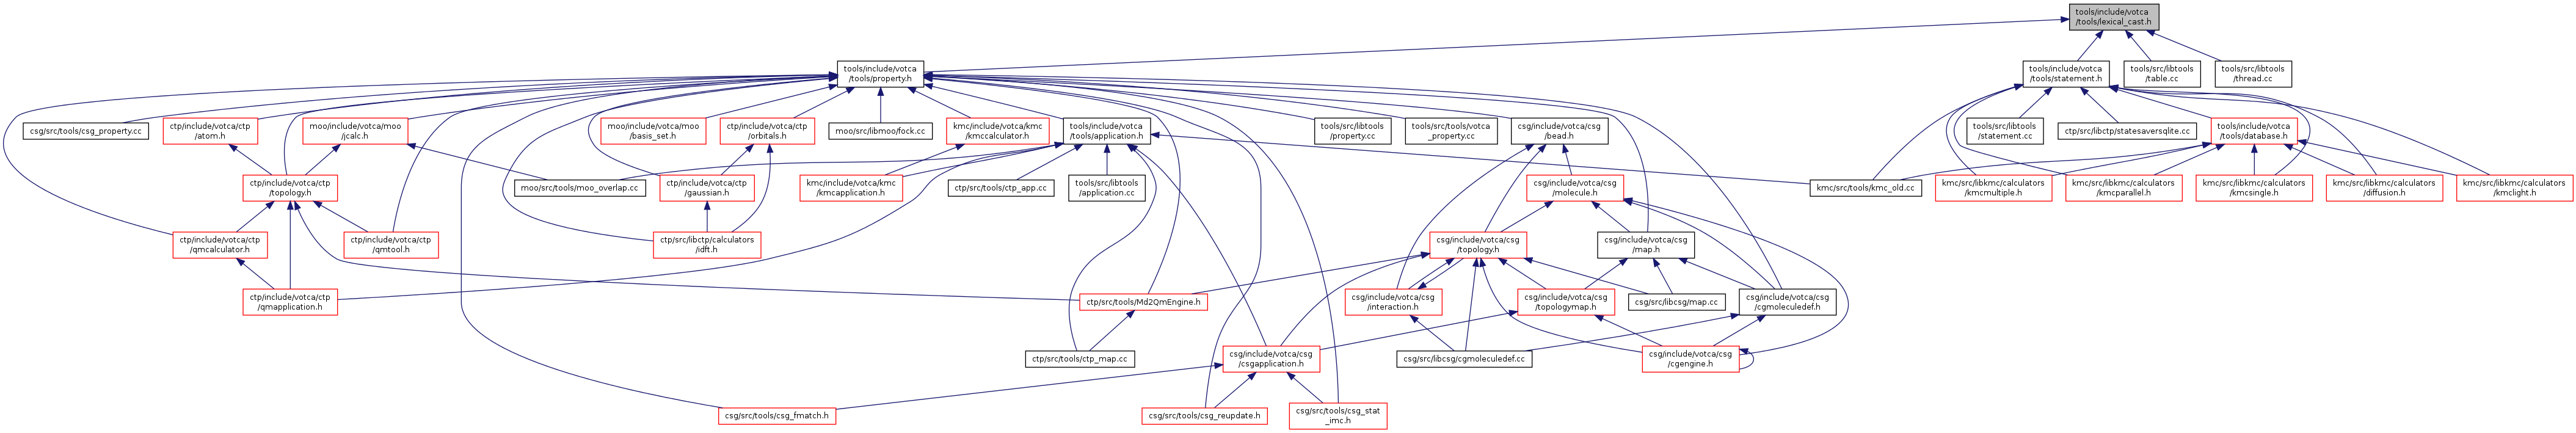 tools/include/votca
/tools/lexical_cast.h
tools/include/votca
/tools/property.h
tools/include/votca
/tools/statement.h
tools/src/libtools
/table.cc
tools/src/libtools
/thread.cc
csg/src/tools/csg_property.cc
ctp/include/votca/ctp
/atom.h
moo/include/votca/moo
/jcalc.h
moo/include/votca/moo
/basis_set.h
ctp/include/votca/ctp
/orbitals.h
moo/src/libmoo/fock.cc
kmc/include/votca/kmc
/kmccalculator.h
tools/include/votca
/tools/application.h
tools/src/libtools
/property.cc
tools/src/tools/votca
_property.cc
csg/include/votca/csg
/bead.h
tools/src/libtools
/statement.cc
ctp/src/libctp/statesaversqlite.cc
tools/include/votca
/tools/database.h
ctp/include/votca/ctp
/topology.h
moo/src/tools/moo_overlap.cc
ctp/include/votca/ctp
/gaussian.h
kmc/include/votca/kmc
/kmcapplication.h
ctp/src/tools/ctp_app.cc
tools/src/libtools
/application.cc
csg/include/votca/csg
/molecule.h
kmc/src/tools/kmc_old.cc
kmc/src/libkmc/calculators
/kmcmultiple.h
kmc/src/libkmc/calculators
/kmcparallel.h
kmc/src/libkmc/calculators
/kmcsingle.h
kmc/src/libkmc/calculators
/diffusion.h
kmc/src/libkmc/calculators
/kmclight.h
ctp/include/votca/ctp
/qmcalculator.h
ctp/include/votca/ctp
/qmtool.h
ctp/src/libctp/calculators
/idft.h
csg/include/votca/csg
/topology.h
csg/include/votca/csg
/map.h
ctp/include/votca/ctp
/qmapplication.h
ctp/src/tools/Md2QmEngine.h
csg/include/votca/csg
/interaction.h
csg/include/votca/csg
/topologymap.h
csg/src/libcsg/map.cc
csg/include/votca/csg
/cgmoleculedef.h
ctp/src/tools/ctp_map.cc
csg/include/votca/csg
/csgapplication.h
csg/src/libcsg/cgmoleculedef.cc
csg/include/votca/csg
/cgengine.h
csg/src/tools/csg_fmatch.h
csg/src/tools/csg_reupdate.h
csg/src/tools/csg_stat
_imc.h